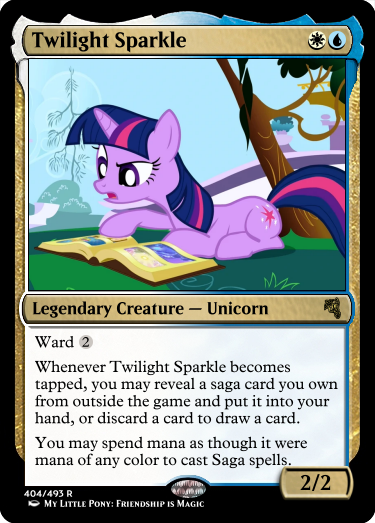 Twilight Sparkle
Legendary Creature — Unicorn
Ward 2
Whenever Twilight Sparkle becomes
tapped, you may reveal a saga card you own
from outside the game and put it into your
hand, or discard a card to draw a card.
You may spend mana as though it were
mana of any color to cast Saga spells.
2/2
404/493 R
My Little Pony: Friendship is Magic